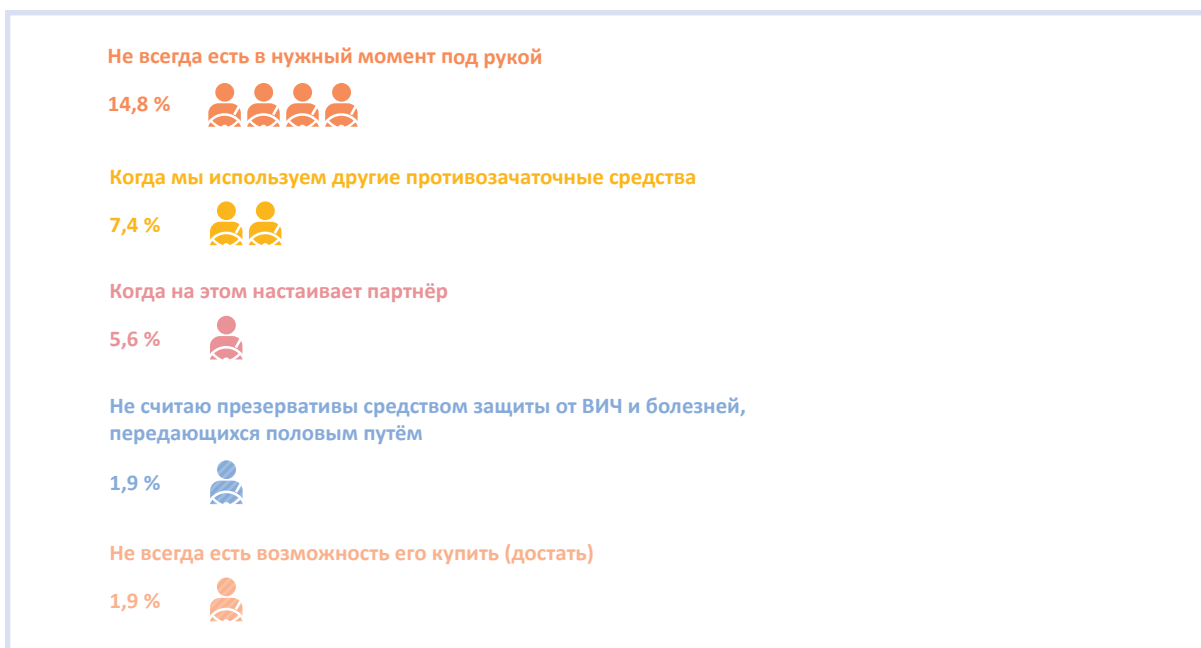 Не всегда есть в нужный момент под рукой
14,8 %
Когда мы используем другие противозачаточные средства
7,4 %
Когда на этом настаивает партнёр
5,6 %
Не считаю презервативы средством защиты от ВИЧ и болезней,
передающихся половым путём
1,9 %
Не всегда есть возможность его купить (достать)
1,9 %